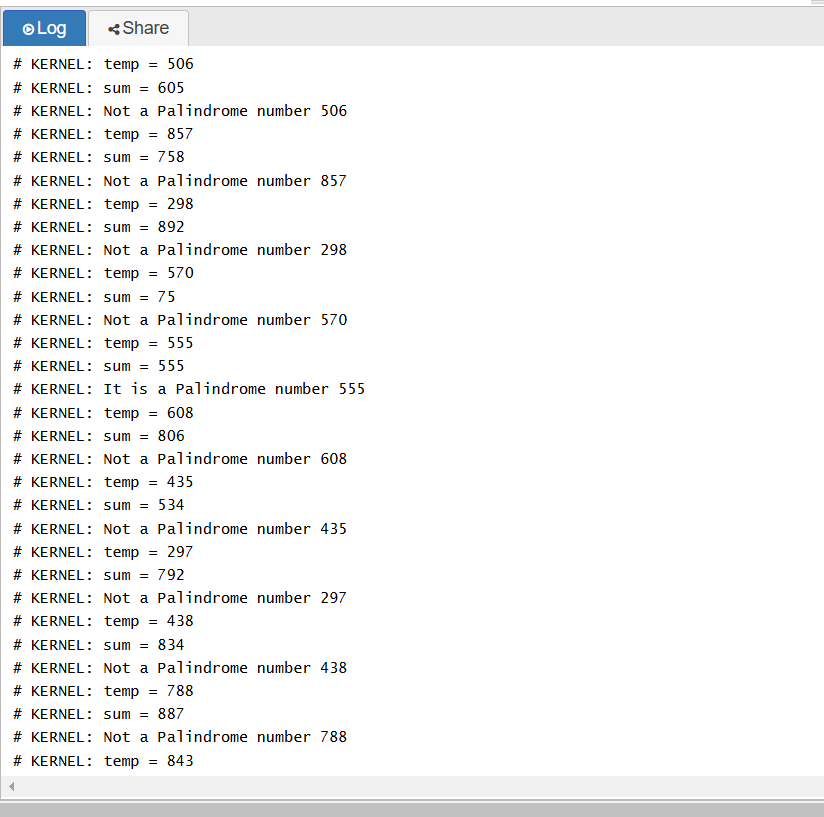 Log
Share
# KERNEL: temp = 506
# KERNEL: sum = 605
# KERNEL: Not a Palindrome number 506
# KERNEL: temp = 857
# KERNEL: sum = 758
# KERNEL: Not a Palindrome number 857
# KERNEL: temp = 298
# KERNEL: sum = 892
# KERNEL: Not a Palindrome number 298
# KERNEL: temp = 570
# KERNEL: sum = 75
# KERNEL: Not a Palindrome number 570
# KERNEL: temp = 555
# KERNEL: sum = 555
# KERNEL: It is a Palindrome number 555
# KERNEL: temp = 608
# KERNEL: sum = 806
# KERNEL: Not a Palindrome number 608
# KERNEL: temp = 435
# KERNEL: sum = 534
# KERNEL: Not a Palindrome number 435
# KERNEL: temp = 297
# KERNEL: sum = 792
# KERNEL: Not a Palindrome number 297
# KERNEL: temp = 438
# KERNEL: sum = 834
# KERNEL: Not a Palindrome number 438
# KERNEL: temp = 788
# KERNEL: sum = 887
# KERNEL: Not a Palindrome number 788
# KERNEL: temp = 843